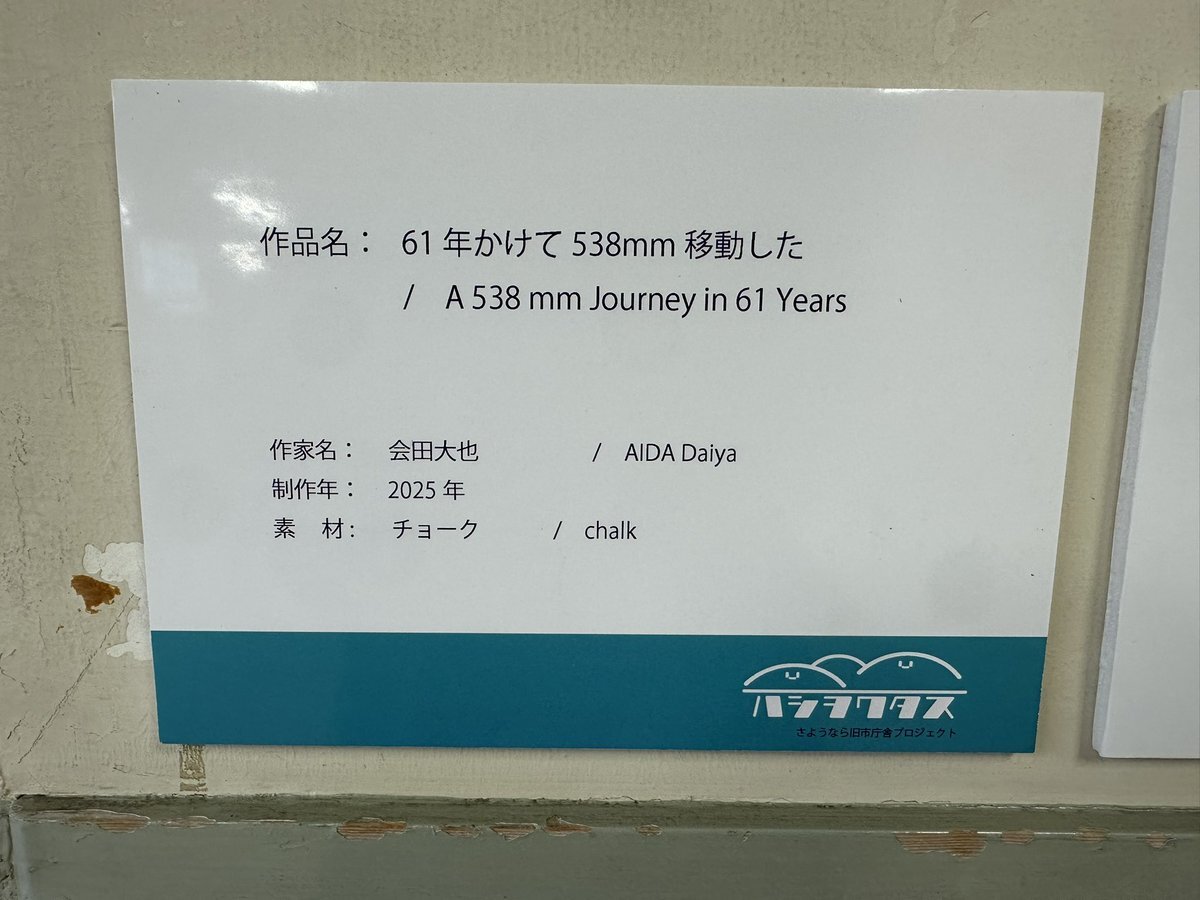 作品名： 61 年かけて 538mm 移動した
/ A 538 mm Journey in 61 Years
作家名： 会田大也 / AIDA Daiya
制作年： 2025 年
素 材： チョーク / chalk
ハシヲワタス
さようなら旧市庁舎プロジェクト